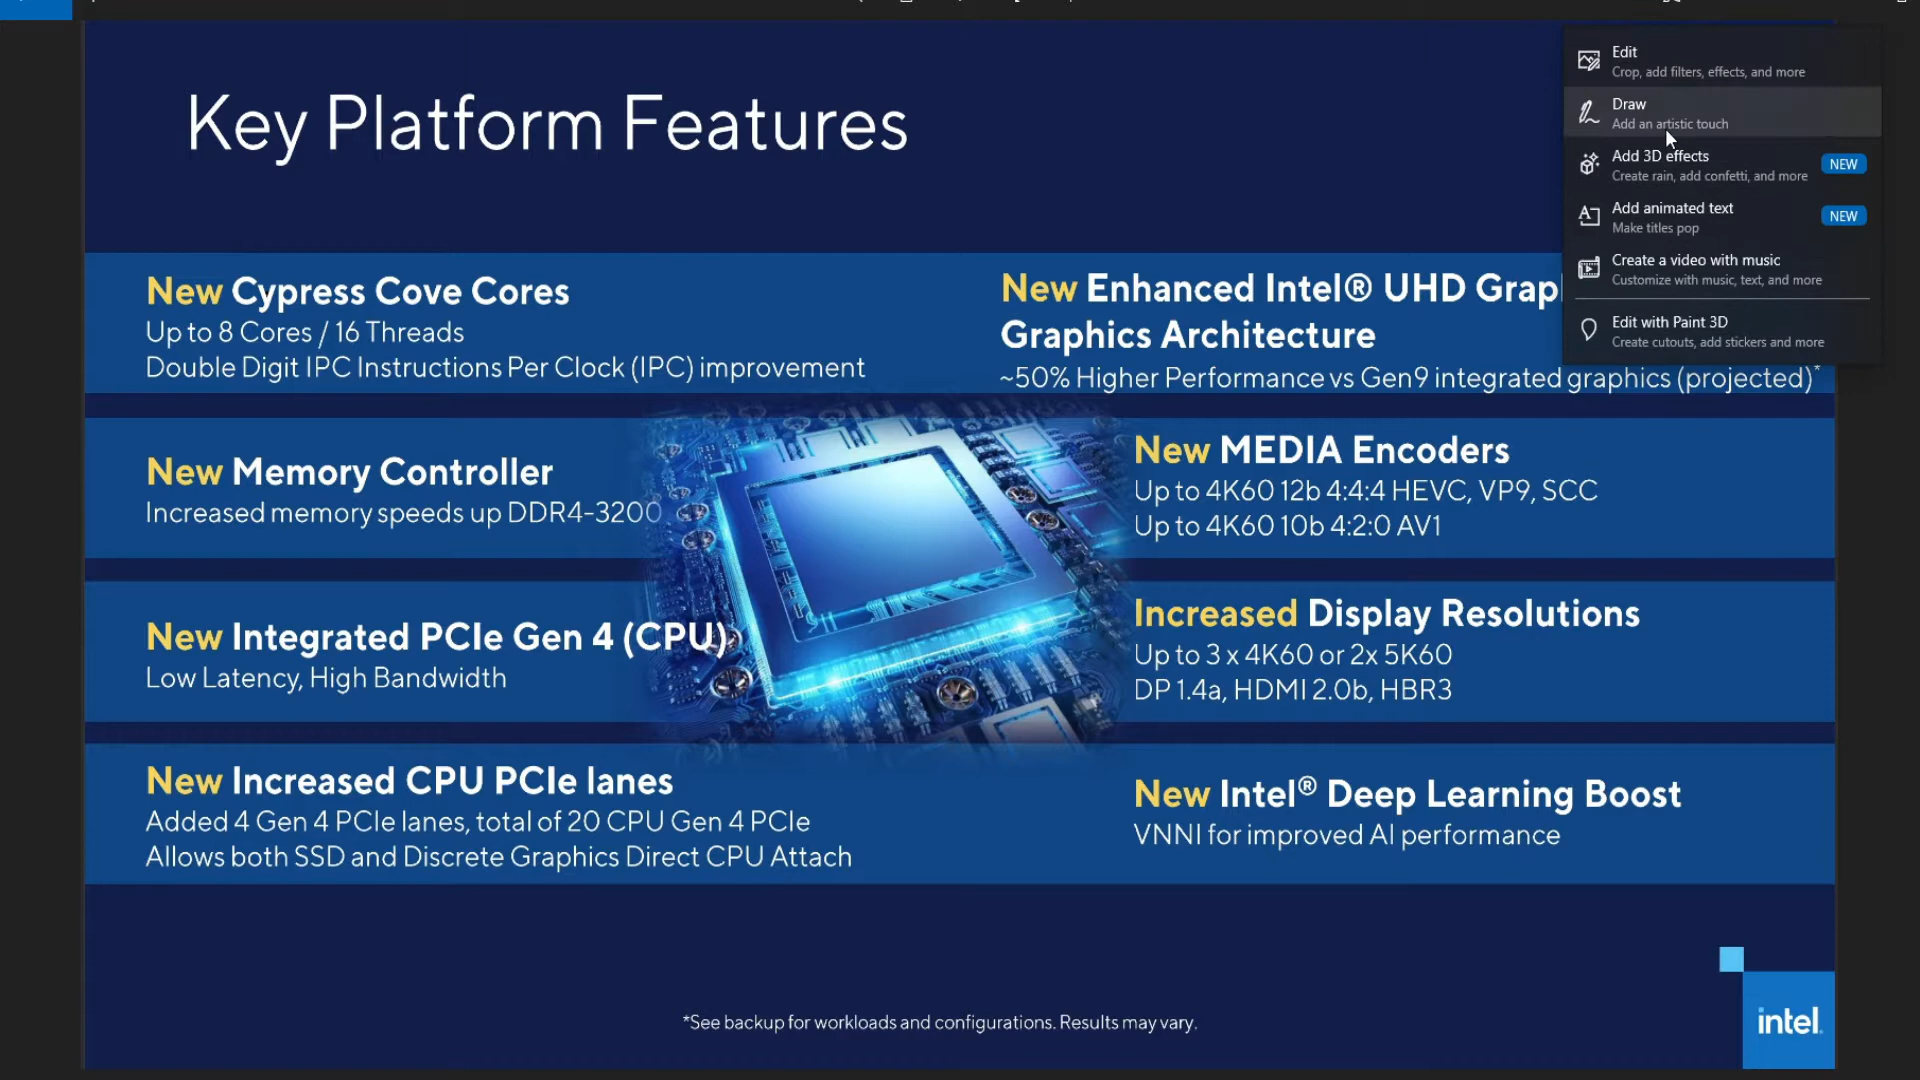 Key Platform Features
New Cypress Cove Cores
Up to 8 Cores / 16 Threads
Double Digit IPC Instructions Per Clock (IPC) improvement
New Memory Controller
Increased memory speeds up DDR4-3200
New Integrated PCIe Gen 4 (CPU)
Low Latency, High Bandwidth
New Increased CPU PCIe lanes
Added 4 Gen 4 PCIe lanes, total of 20 CPU Gen 4 PCIe
Allows both SSD and Discrete Graphics Direct CPU Attach
New Enhanced Intel® UHD
Graphics Architecture
~50% Higher Performance vs Gen9 integrated graphics (projected)*
New MEDIA Encoders
Up to 4K60 12b 4:4:4 HEVC, VP9, SCC
Up to 4K60 10b 4:2:0 AV1
Increased Display Resolutions
Up to 3 x 4K60 or 2x 5K60
DP 1.4a, HDMI 2.0b, HBR3
New Intel® Deep Learning Boost
VNNI for improved AI performance
*See backup for workloads and configurations. Results may vary.
intel.
Edit
Crop, add filters, effects, and more
Draw
Add an artistic touch
Add 3D effects
Create rain, add confetti, and more
NEW
Add animated text
Make titles pop
NEW
Create a video with music
Customize with music, text, and more
Edit with Paint 3D
Create cutouts, add stickers and more